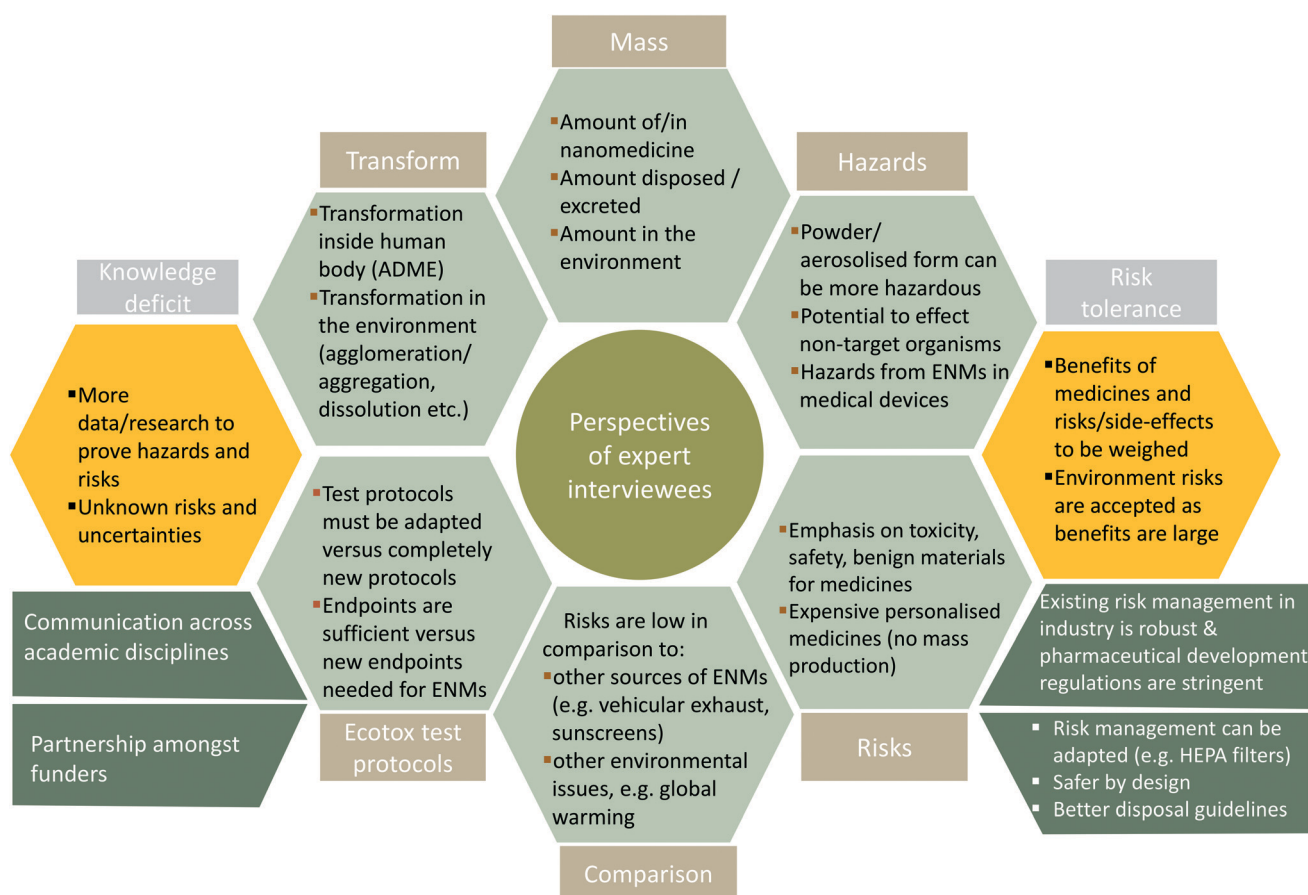 Mass
▪Amount of/in
nanomedicine
▪Amount disposed /
excreted
▪Amount in the
environment
Transform
▪Transformation
inside human
body (ADME)
▪Transformation in
the environment
(agglomeration/
aggregation,
dissolution etc.)
Hazards
▪Powder/
aerosolised form can
be more hazardous
▪Potential to effect
non-target organisms
▪Hazards from ENMs in
medical devices
Knowledge
deficit
▪More
data/research to
prove hazards and
risks
▪Unknown risks and
uncertainties
Perspectives
of expert
interviewees
Risk
tolerance
▪Benefits of
medicines and
risks/side-effects
to be weighed
▪Environment risks
are accepted as
benefits are large
▪Test protocols
must be adapted
versus completely
new protocols
▪Endpoints are
sufficient versus
new endpoints
needed for ENMs
Ecotox test
protocols
Risks are low in
comparison to:
▪other sources of ENMs
(e.g. vehicular exhaust,
sunscreens)
▪other environmental
issues, e.g. global
warming
Comparison
▪Emphasis on toxicity,
safety, benign materials
for medicines
▪Expensive personalised
medicines (no mass
production)
Risks
Communication across
academic disciplines
Partnership amongst
funders
Existing risk management in
industry is robust &
pharmaceutical development
regulations are stringent
▪ Risk management can be
adapted (e.g. HEPA filters)
▪ Safer by design
▪ Better disposal guidelines